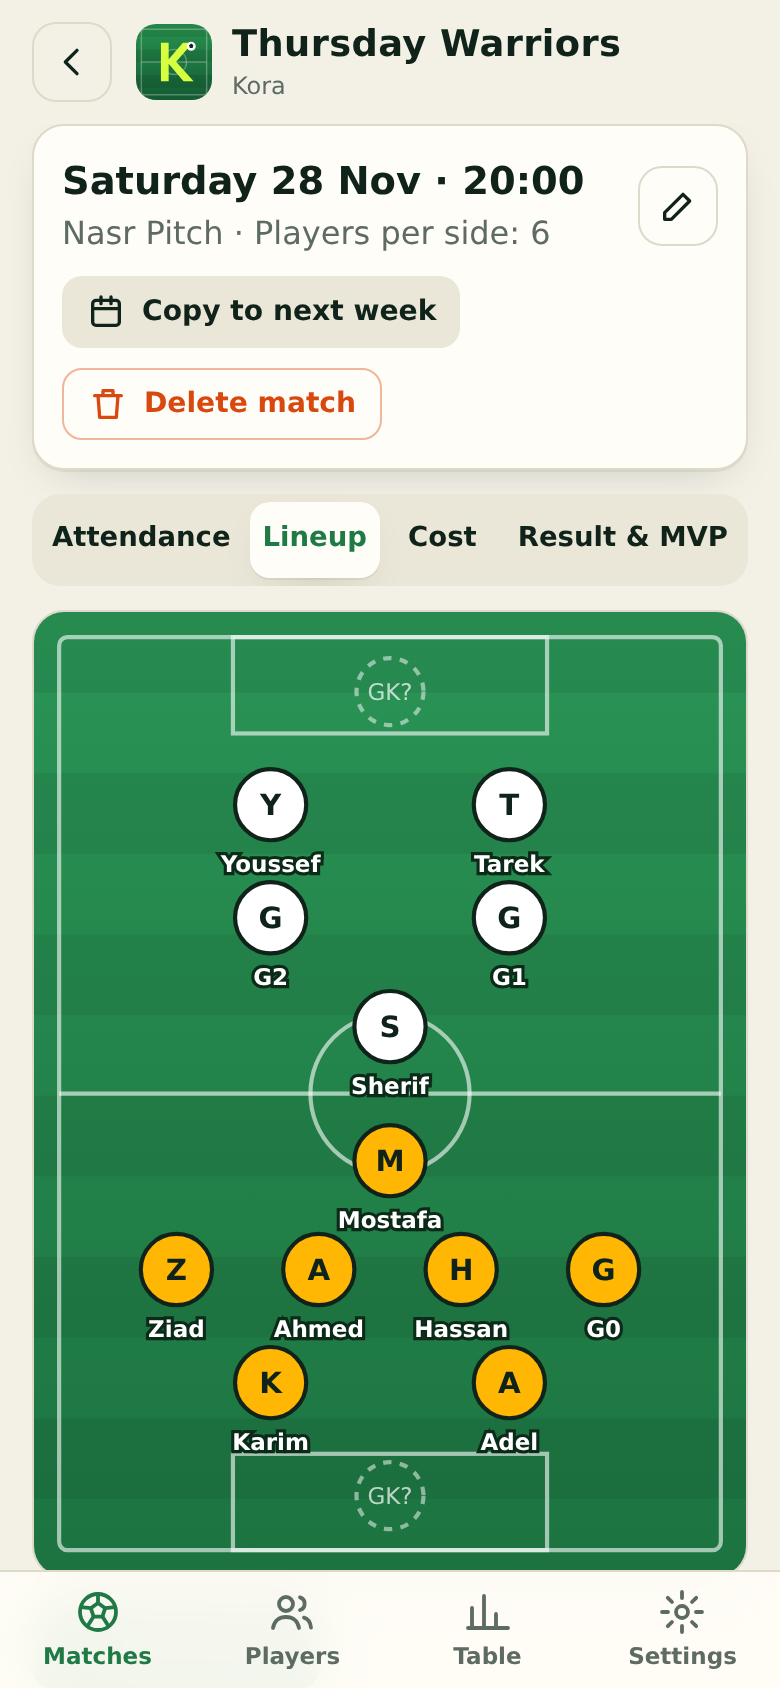 K
Thursday Warriors
Kora
Saturday 28 Nov · 20:00
Nasr Pitch · Players per side: 6
Copy to next week
Delete match
Attendance Lineup Cost Result & MVP
GK?
Y T
Youssef Tarek
G G
G2 G1
S
Sherif
M
Mostafa
Z A H G
Ziad Ahmed Hassan G0
K A
Karim Adel
GK?
Matches Players Table Settings